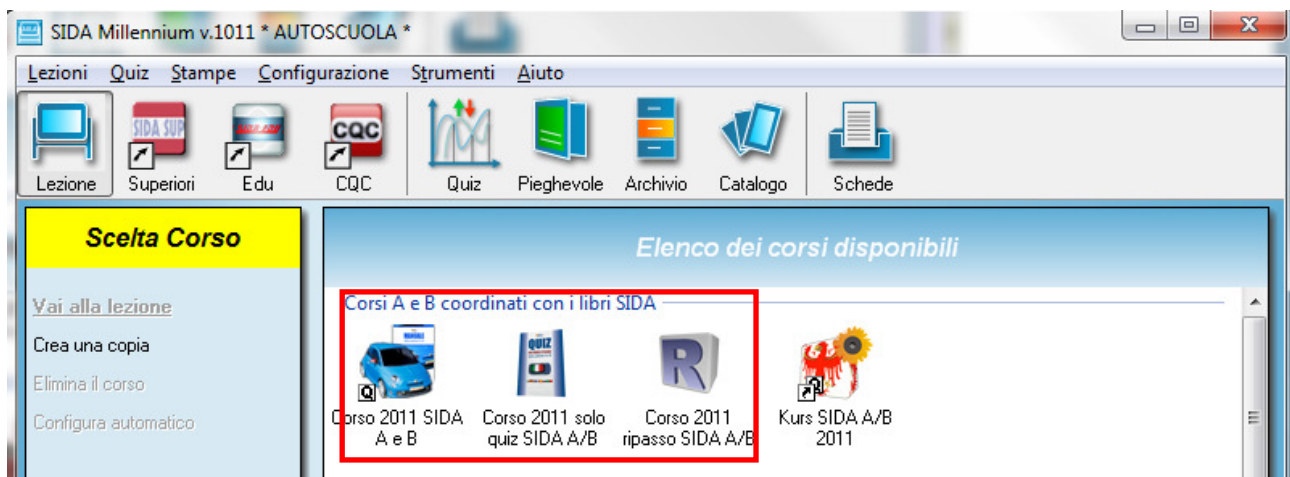 SIDA Millennium v.1011 * AUTOSCUOLA *
Lezioni Quiz Stampe Configurazione Strumenti Aiuto
SIDA SUP
CQC
Lezione Superiori Edu CQC Quiz Pieghevole Archivio Catalogo Schede
Scelta Corso
Vai alla lezione
Crea una copia
Elimina il corso
Configura automatico
Elenco dei corsi disponibili
Corsi A e B coordinati con i libri SIDA
QUIZ
R
Q
Q
Corso 2011 SIDA
A e B
Corso 2011 solo
quiz SIDA A/B
Corso 2011
ripasso SIDA A/B
Kurs SIDA A/B
2011